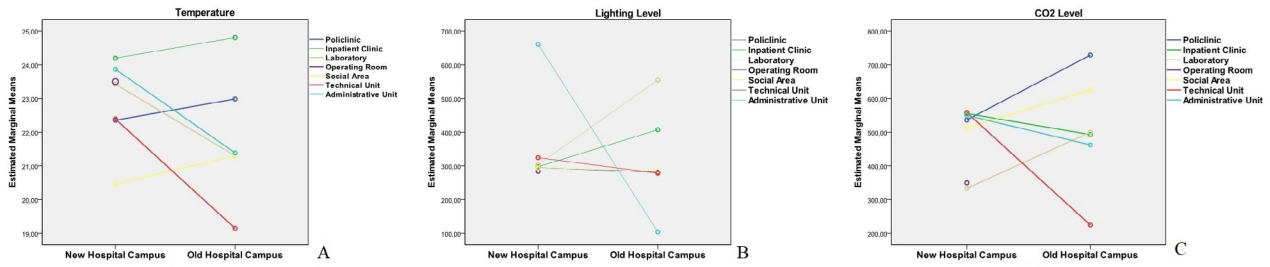 Temperature
Estimated Marginal Means
25,00
24,00
23,00
22,00
21,00
20,00
19,00
New Hospital Campus
Old Hospital Campus
Policlinic
Inpatient Clinic
Laboratory
Operating Room
Social Area
Technical Unit
Administrative Unit
A
Lighting Level
Estimated Marginal Means
700,00
600,00
500,00
400,00
300,00
200,00
100,00
New Hospital Campus
Old Hospital Campus
Policlinic
Inpatient Clinic
Laboratory
Operating Room
Social Area
Technical Unit
Administrative Unit
B
CO2 Level
Estimated Marginal Means
800,00
700,00
600,00
500,00
400,00
300,00
200,00
New Hospital Campus
Old Hospital Campus
Policlinic
Inpatient Clinic
Laboratory
Operating Room
Social Area
Technical Unit
Administrative Unit
C